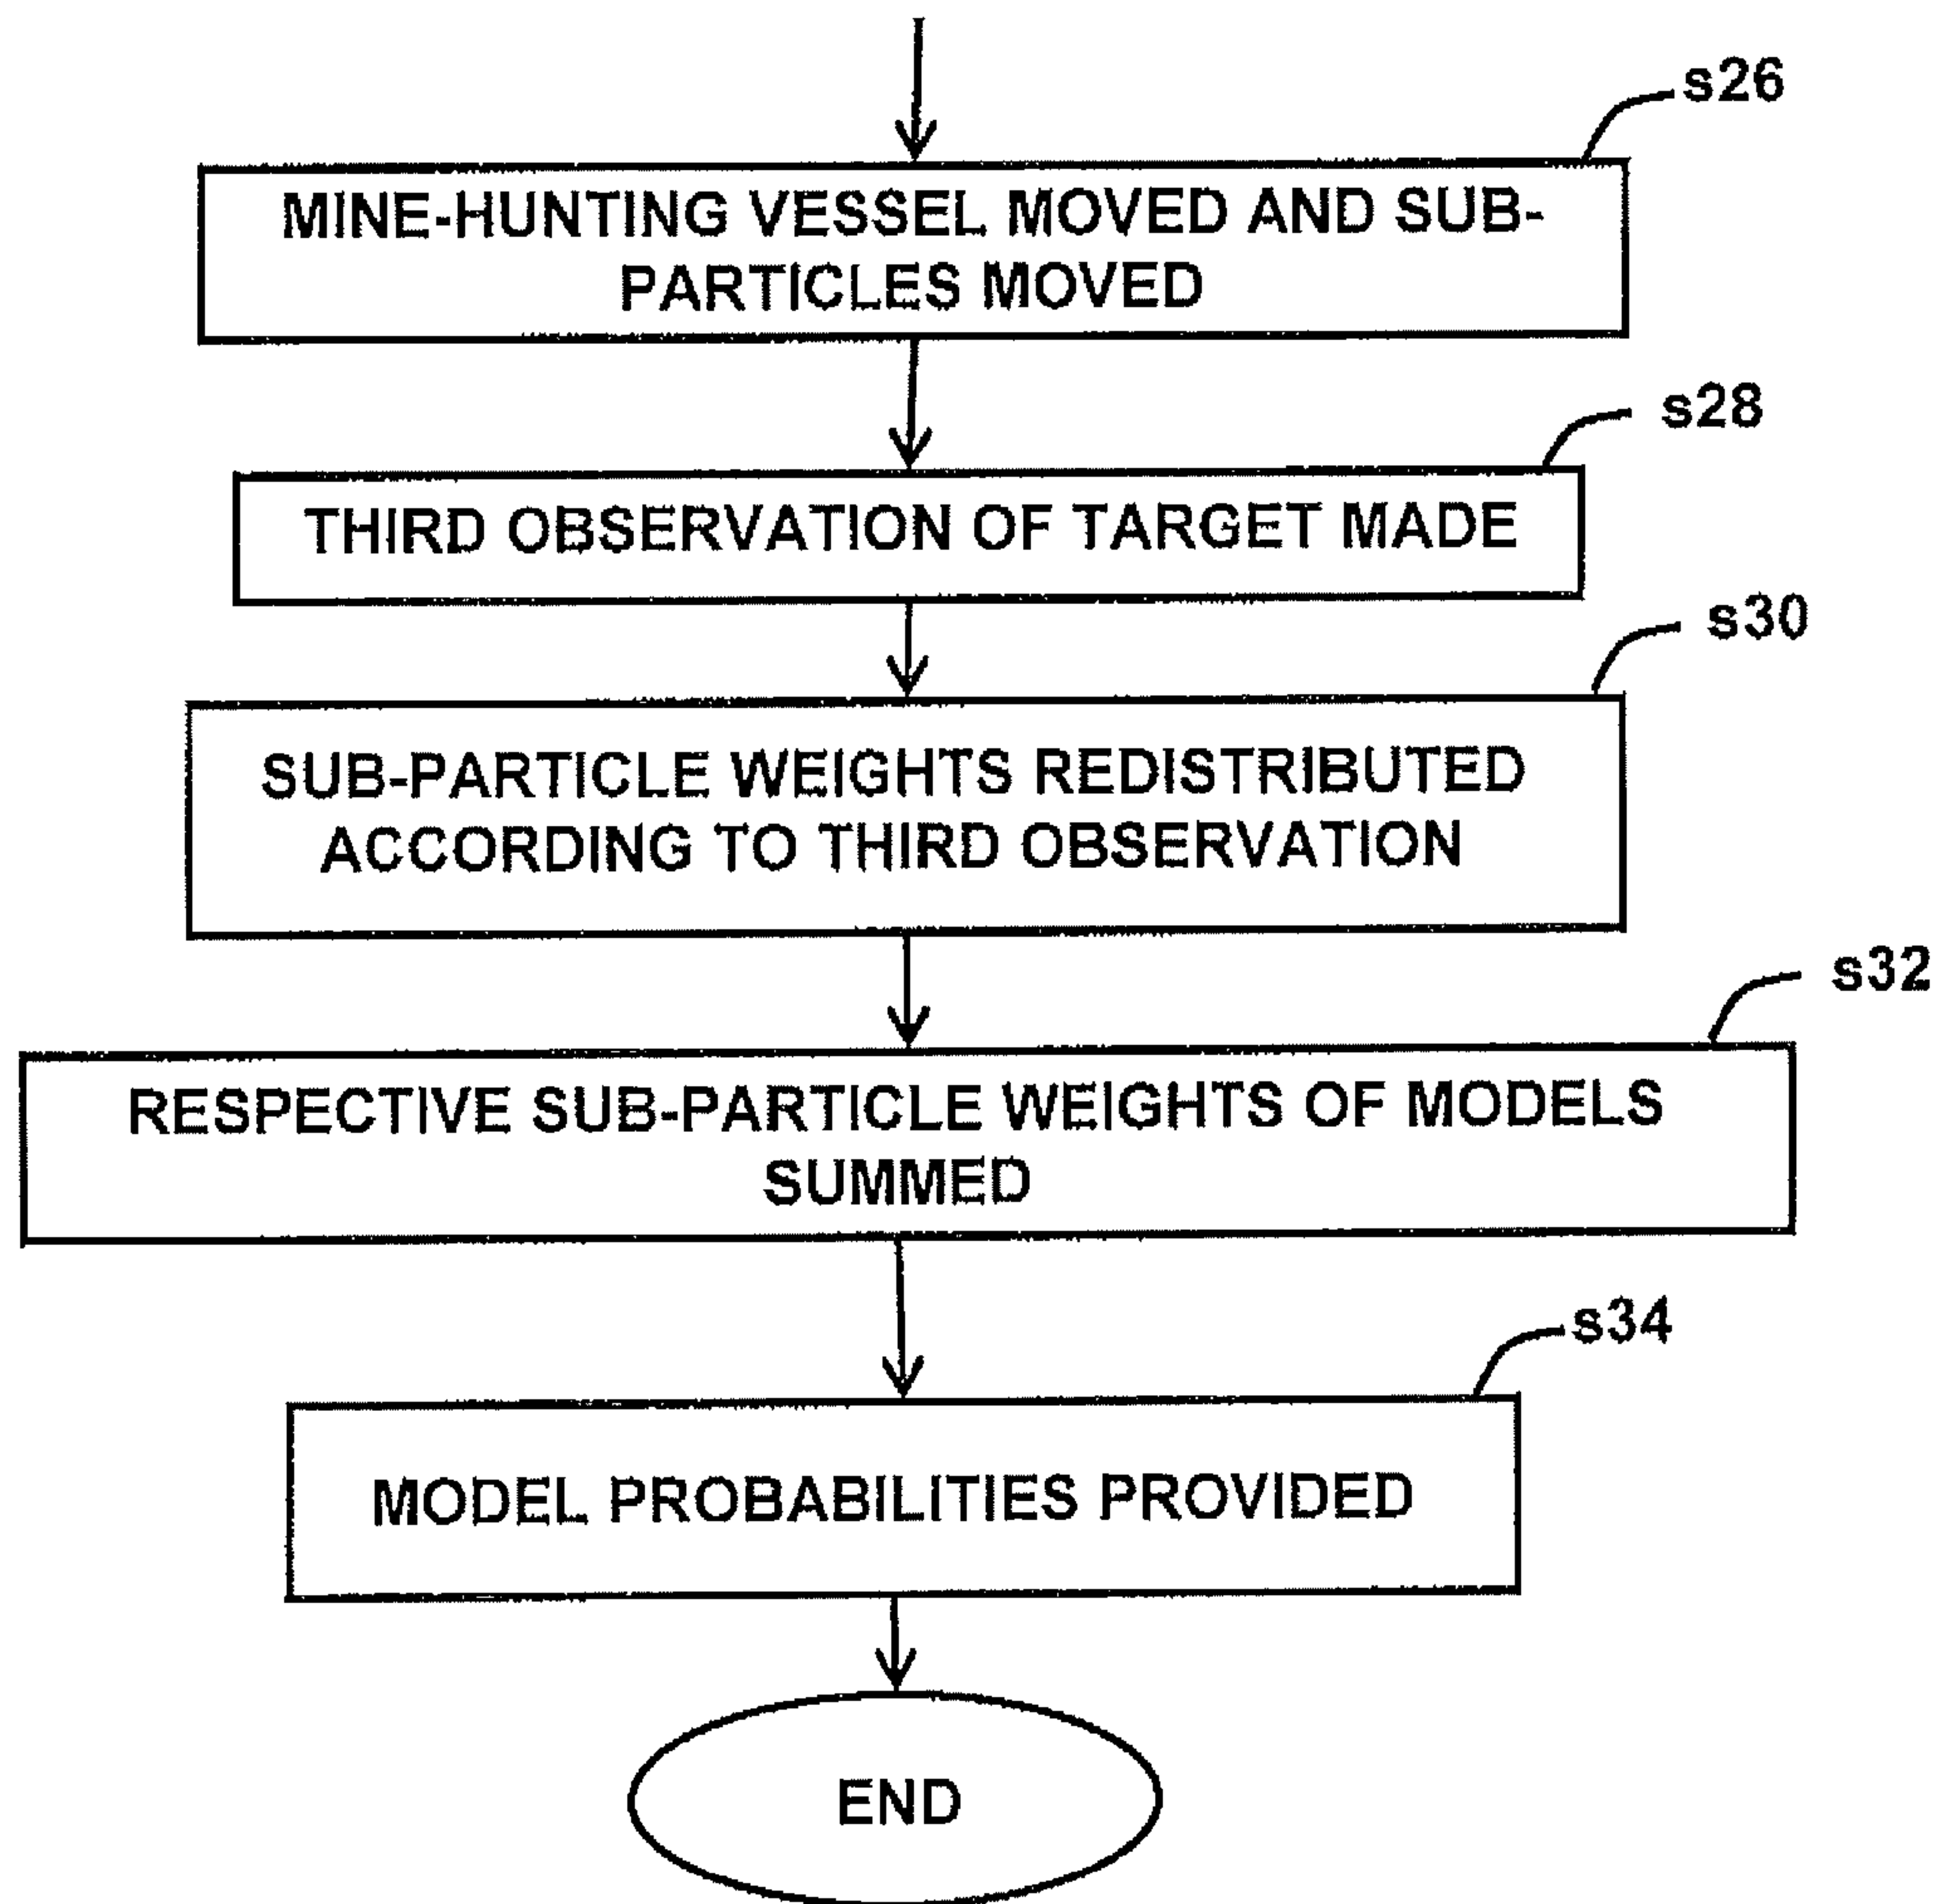 s26
MINE-HUNTING VESSEL MOVED AND SUB-
PARTICLES MOVED
s28
THIRD OBSERVATION OF TARGET MADE
s30
SUB-PARTICLE WEIGHTS REDISTRIBUTED
ACCORDING TO THIRD OBSERVATION
s32
RESPECTIVE SUB-PARTICLE WEIGHTS OF MODELS
SUMMED
s34
MODEL PROBABILITIES PROVIDED
END